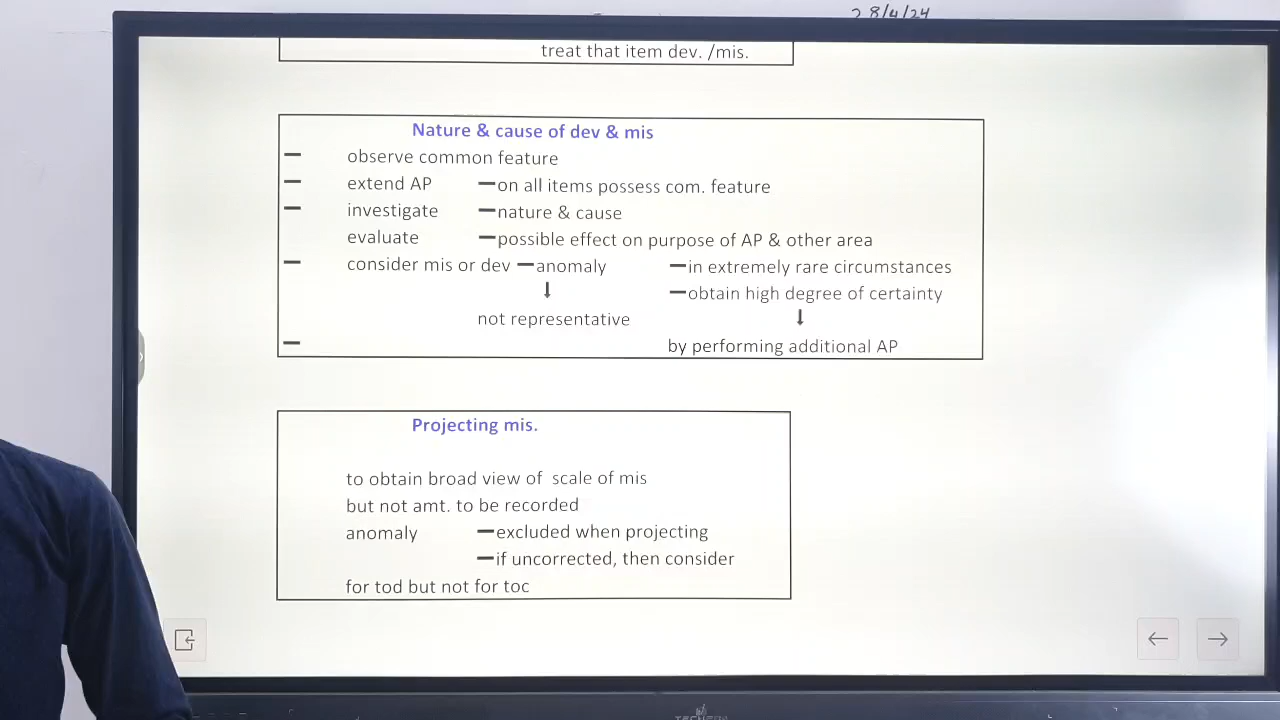 28/4/24
treat that item dev. /mis.
Nature & cause of dev & mis
observe common feature
extend AP —on all items possess com. feature
investigate —nature & cause
evaluate —possible effect on purpose of AP & other area
consider mis or dev —anomaly —in extremely rare circumstances
—obtain high degree of certainty
not representative
by performing additional AP
Projecting mis.
to obtain broad view of scale of mis
but not amt. to be recorded
anomaly —excluded when projecting
—if uncorrected, then consider
for tod but not for toc